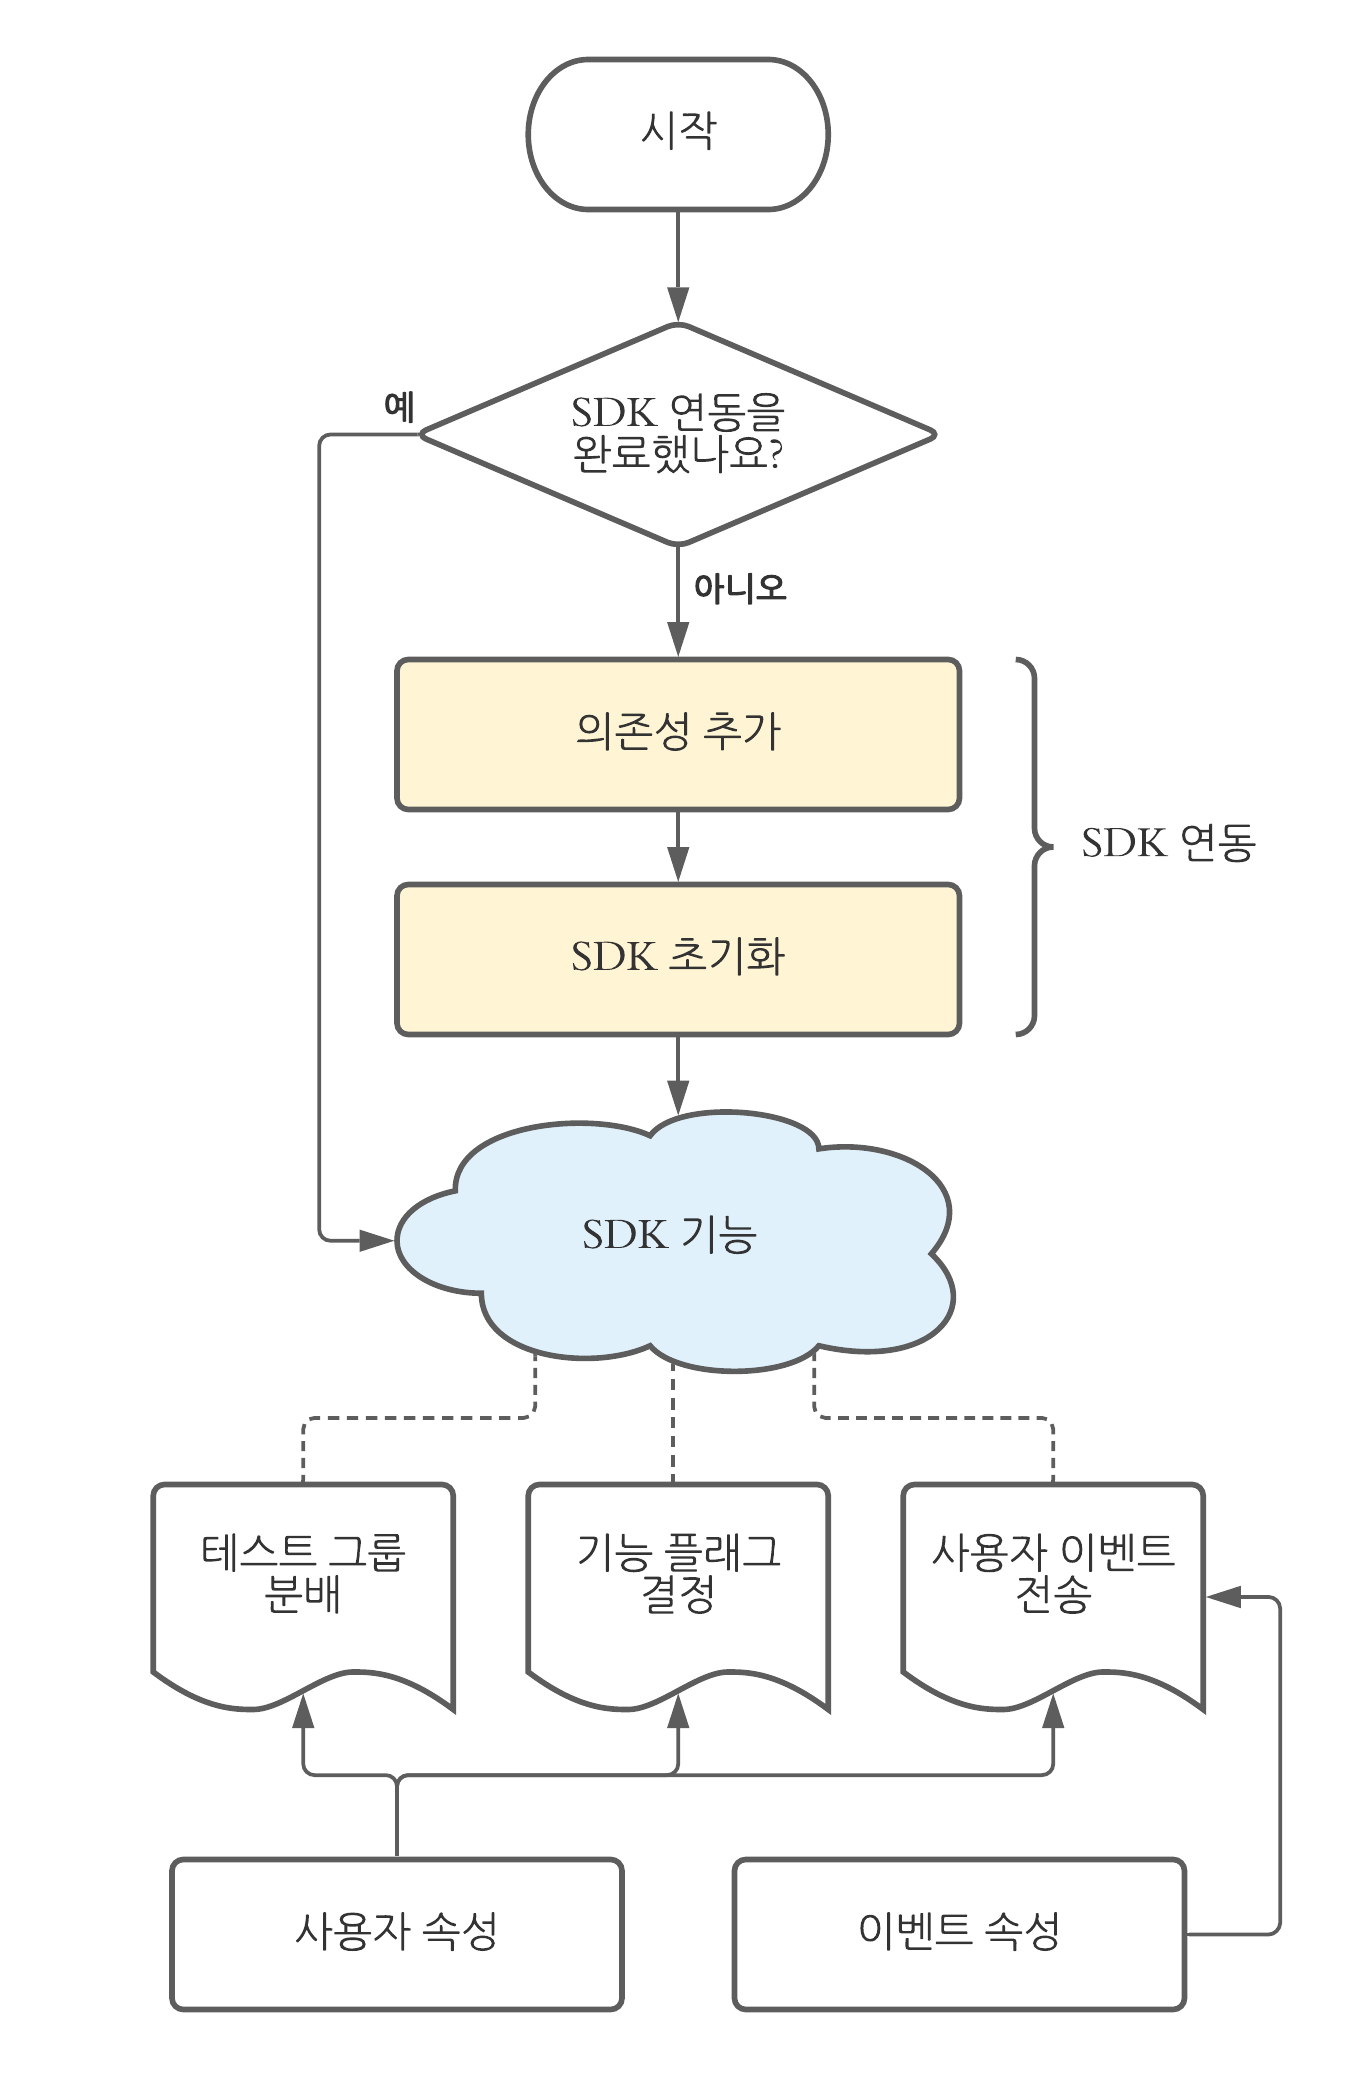 시작
예
SDK 연동을
완료했나요?
아니오
의존성 추가
SDK 연동
SDK 초기화
SDK 기능
테스트 그룹
분배
기능 플래그
결정
사용자 이벤트
전송
사용자 속성
이벤트 속성